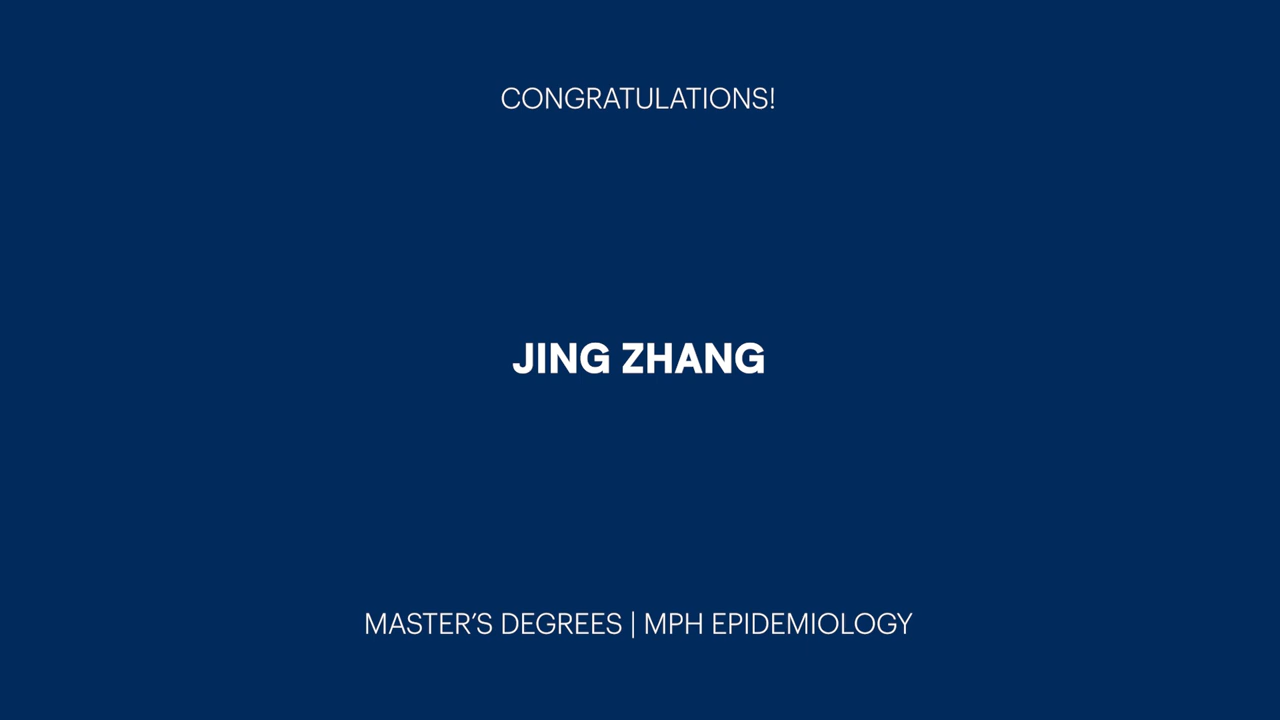 CONGRATULATIONS!
JING ZHANG
MASTER’S DEGREES | MPH EPIDEMIOLOGY